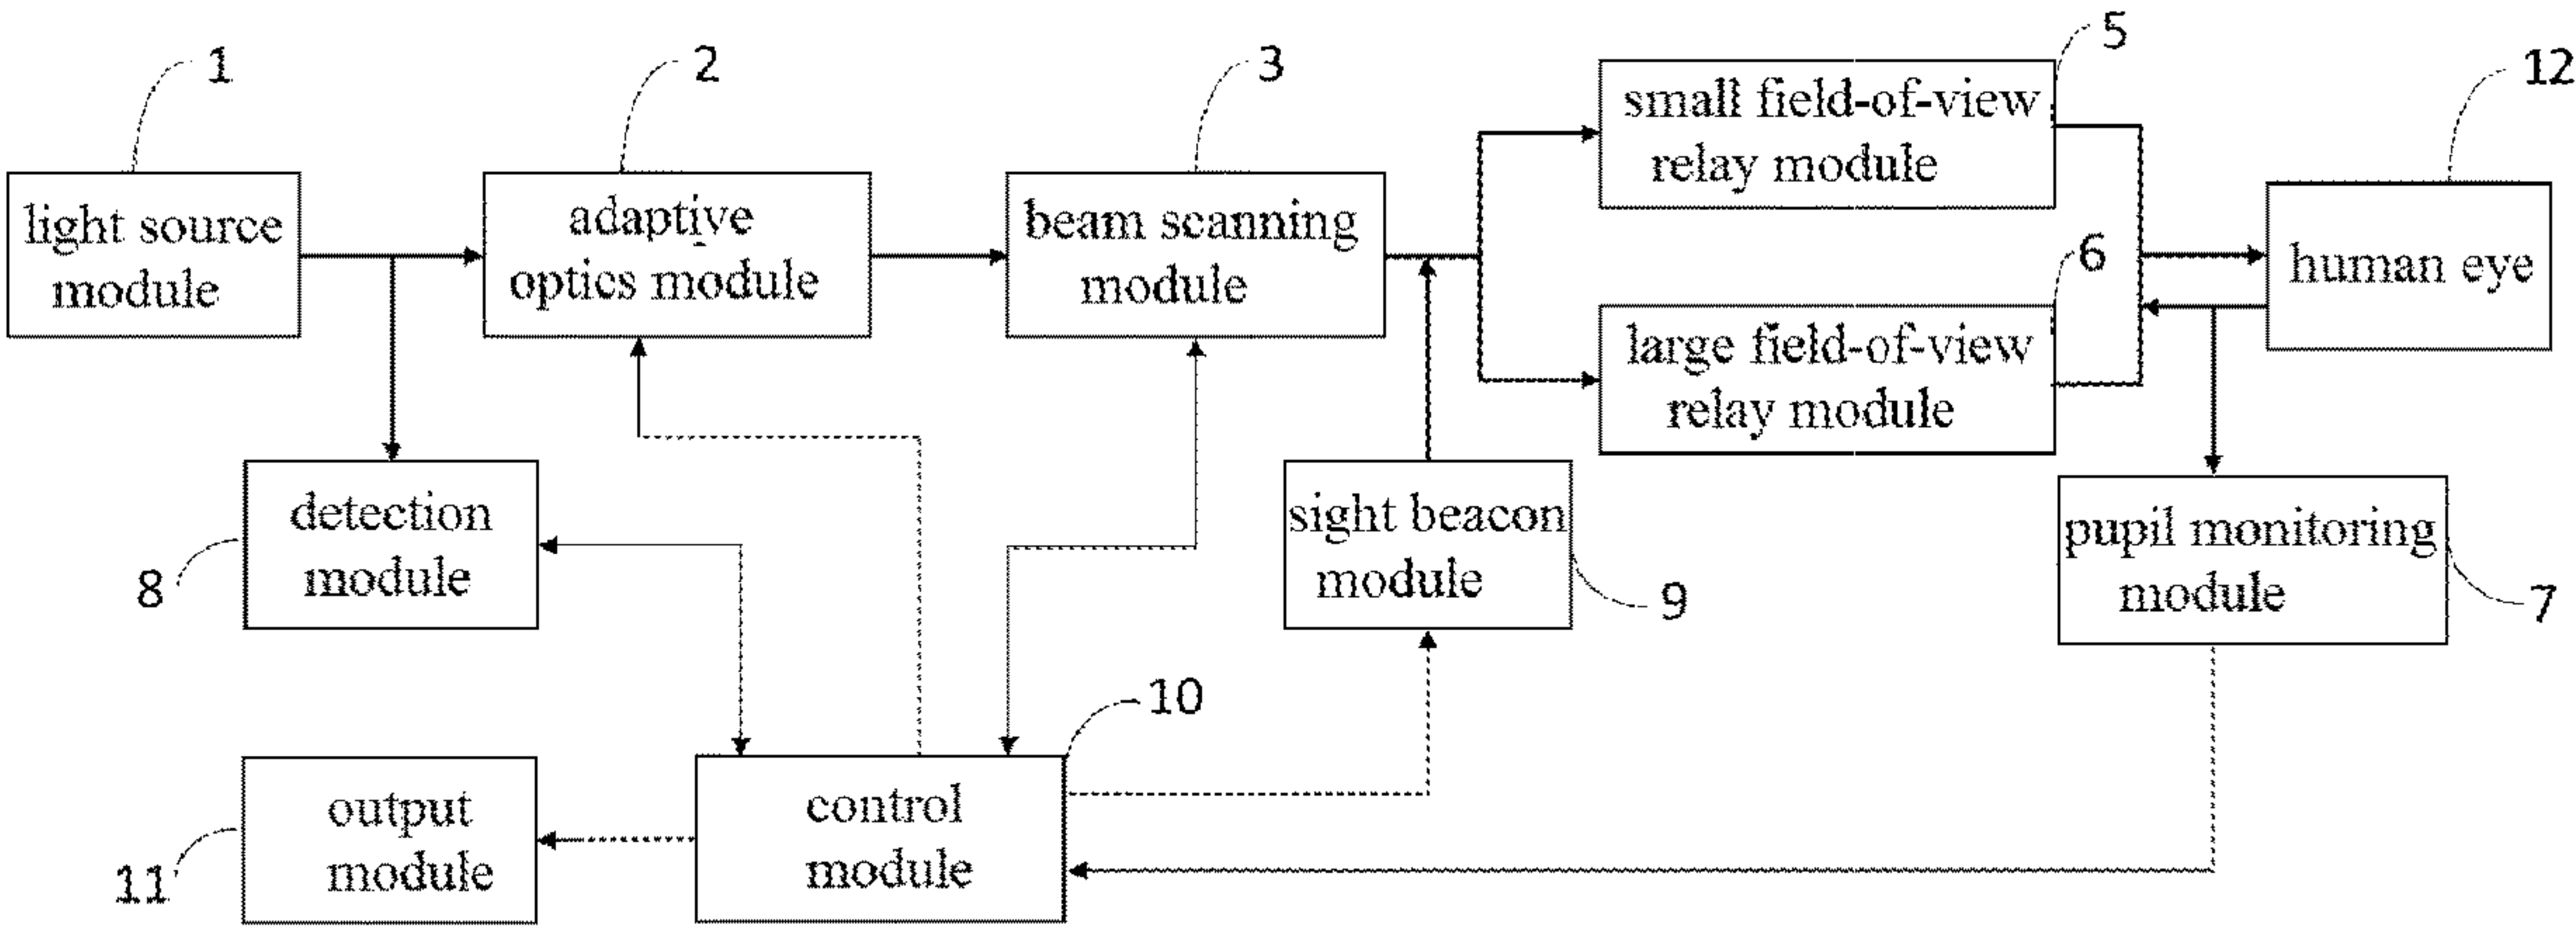 1
2
3
5
12
small field-of-view
relay module
light source
module
adaptive
optics module
beam scanning
module
6
human eye
large field-of-view
relay module
detection
module
8
sight beacon
module
9
pupil monitoring
module
7
10
output
module
11
control
module